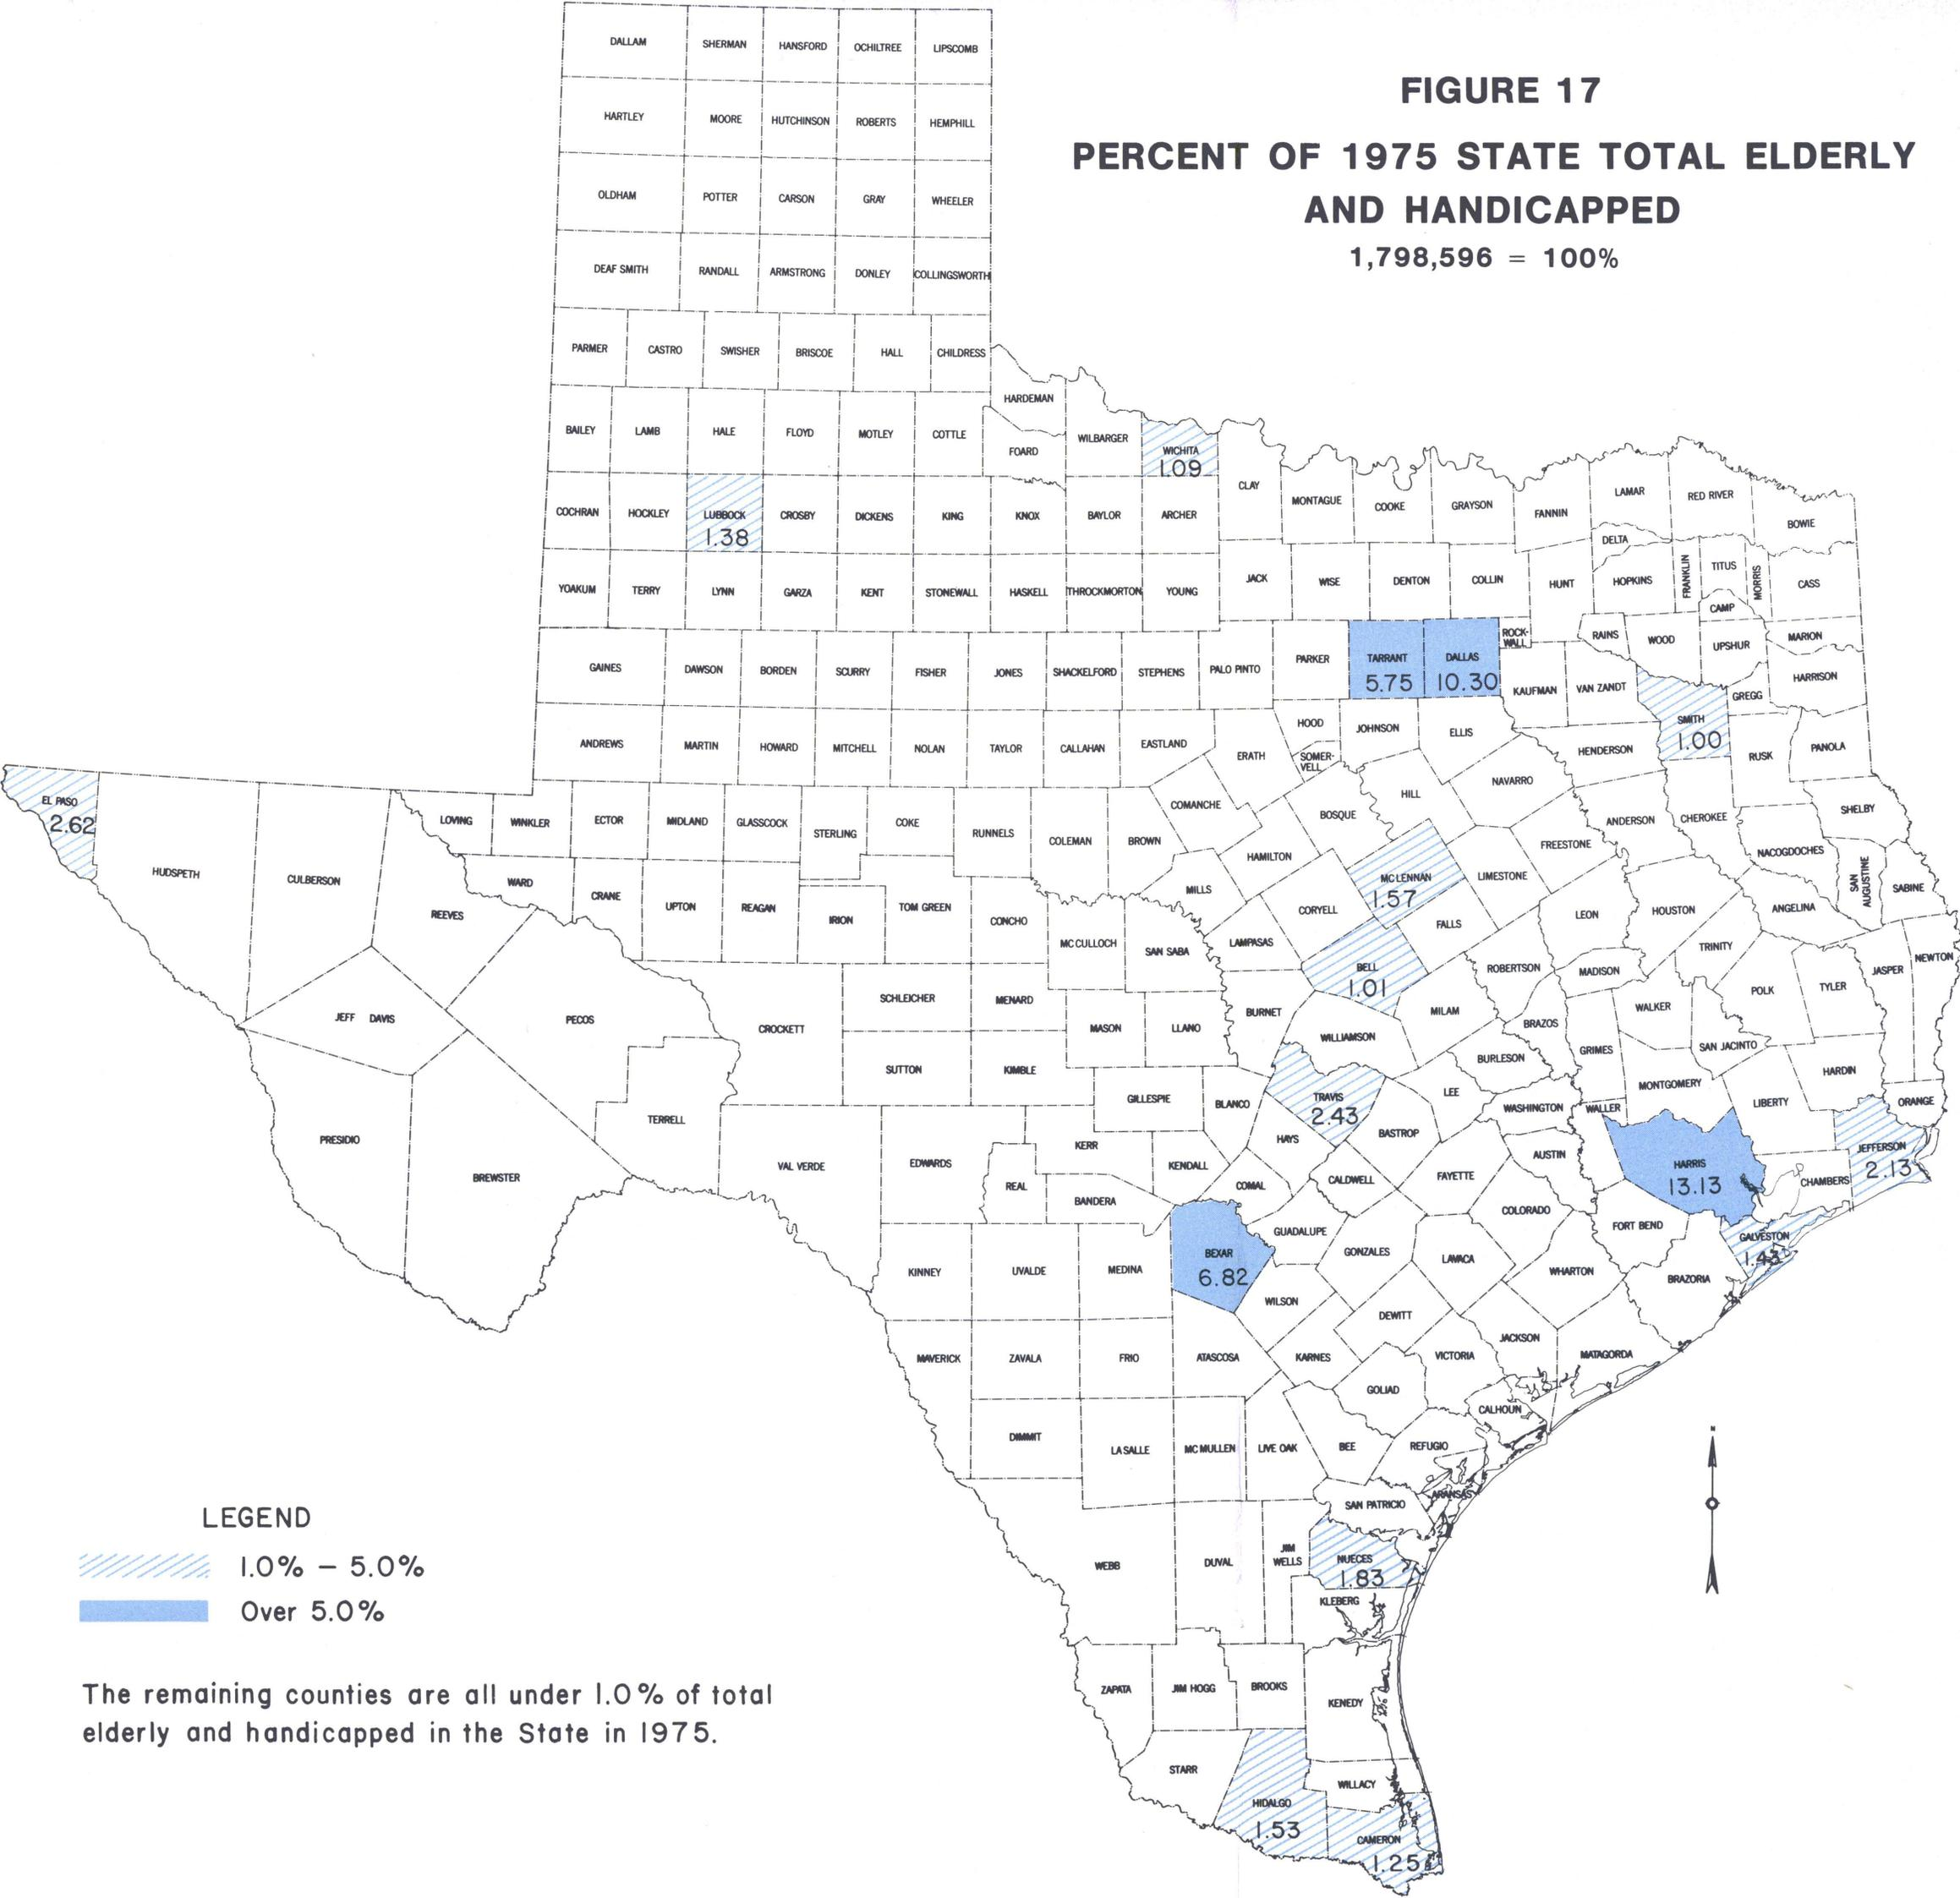 FIGURE 17
PERCENT OF 1975 STATE TOTAL ELDERLY
AND HANDICAPPED
1,798,596 = 100%
DALLAM
SHERMAN
HANSFORD
OCHILTREE
LIPSCOMB
HARTLEY
MOORE
HUTCHINSON
ROBERTS
HEMPHILL
OLDHAM
POTTER
CARSON
GRAY
WHEELER
DEAF SMITH
RANDALL
ARMSTRONG
DONLEY
COLLINGSWORTH
PARMER
CASTRO
SWISHER
BRISCOE
HALL
CHILDRESS
HARDEMAN
BAILEY
LAMB
HALE
FLOYD
MOTLEY
COTTLE
FOARD
WILBARGER
WICHITA
1.09
CLAY
MONTAGUE
COOKE
GRAYSON
FANNIN
LAMAR
RED RIVER
BOWIE
DELTA
COCHRAN
HOCKLEY
LUBBOCK
1.38
CROSBY
DICKENS
KING
KNOX
BAYLOR
ARCHER
YOAKUM
TERRY
LYNN
GARZA
KENT
STONEWALL
HASKELL
THROCKMORTON
YOUNG
JACK
WISE
DENTON
COLLIN
HUNT
HOPKINS
FRANKLIN
TITUS
MORRIS
CASS
CAMP
GAINES
DAWSON
BORDEN
SCURRY
FISHER
JONES
SHACKELFORD
STEPHENS
PALO PINTO
PARKER
TARRANT
5.75
DALLAS
10.30
ROCK-
WALL
RAINS
WOOD
UPSHUR
MARION
KAUFMAN
VAN ZANDT
GREGG
HARRISON
SMITH
1.00
ANDREWS
MARTIN
HOWARD
MITCHELL
NOLAN
TAYLOR
CALLAHAN
EASTLAND
ERATH
HOOD
SOMER-
VELL
JOHNSON
ELLIS
HENDERSON
RUSK
PANOLA
EL PASO
2.62
HUDSPETH
CULBERSON
REEVES
LOVING
WINKLER
ECTOR
MIDLAND
GLASSCOCK
STERLING
COKE
RUNNELS
COLEMAN
BROWN
COMANCHE
HAMILTON
BOSQUE
HILL
NAVARRO
FREESTONE
ANDERSON
CHEROKEE
NACOGDOCHES
SHELBY
SAN
AUGUSTINE
SABINE
WARD
CRANE
UPTON
REAGAN
IRION
TOM GREEN
CONCHO
MC CULLOCH
SAN SABA
MILLS
LAMPASAS
CORYELL
MC LENNAN
1.57
LIMESTONE
FALLS
LEON
HOUSTON
ANGELINA
TRINITY
BELL
1.01
ROBERTSON
MADISON
WALKER
POLK
TYLER
JASPER
NEWTON
JEFF DAVIS
PECOS
CROCKETT
SCHLEICHER
MENARD
MASON
LLANO
BURNET
WILLIAMSON
MILAM
BRAZOS
BURLESON
GRIMES
SAN JACINTO
HARDIN
SUTTON
KIMBLE
GILLESPIE
BLANCO
TRAVIS
2.43
LEE
WASHINGTON
WALLER
MONTGOMERY
LIBERTY
ORANGE
PRESIDIO
BREWSTER
TERRELL
VAL VERDE
EDWARDS
REAL
KERR
BANDERA
KENDALL
HAYS
COMAL
BASTROP
CALDWELL
FAYETTE
AUSTIN
COLORADO
HARRIS
13.13
CHAMBERS
JEFFERSON
2.13
FORT BEND
GALVESTON
1.43
KINNEY
UVALDE
MEDINA
BEXAR
6.82
GUADALUPE
WILSON
GONZALES
LAVACA
WHARTON
BRAZORIA
DEWITT
JACKSON
MATAGORDA
MAVERICK
ZAVALA
FRIO
ATASCOSA
KARNES
VICTORIA
GOLIAD
CALHOUN
DIMMIT
LA SALLE
MC MULLEN
LIVE OAK
BEE
REFUGIO
ARANSAS
SAN PATRICIO
N
WEBB
DUVAL
JIM
WELLS
NUECES
1.83
KLEBERG
ZAPATA
JIM HOGG
BROOKS
KENEDY
STARR
HIDALGO
1.53
WILLACY
CAMERON
1.25
LEGEND
1.0% – 5.0%
Over 5.0%
The remaining counties are all under 1.0% of total
elderly and handicapped in the State in 1975.